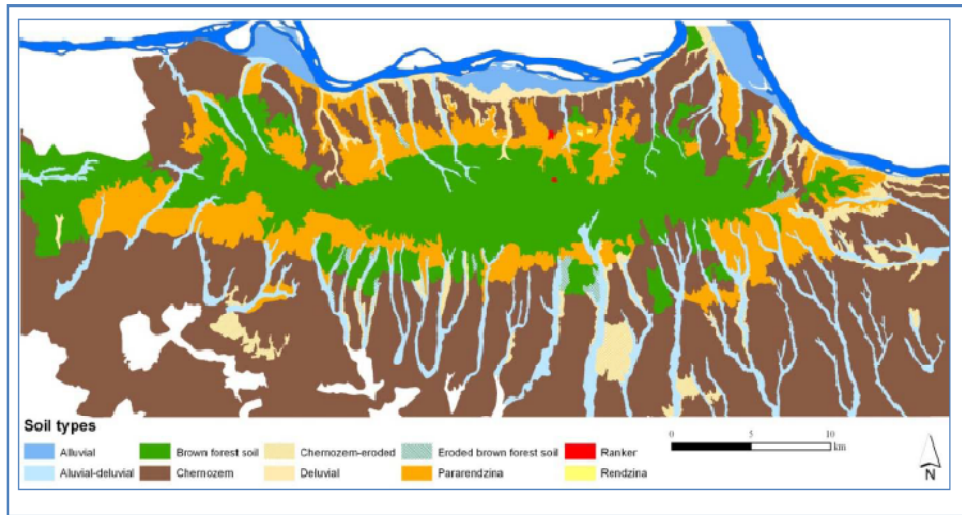 Soil types
Alluvial
Brown forest soil
Chernozem-eroded
Eroded brown forest soil
Ranker
Aluvial-deluvial
Chernozem
Deluvial
Pararendzina
Rendzina
0 5 10
km
N